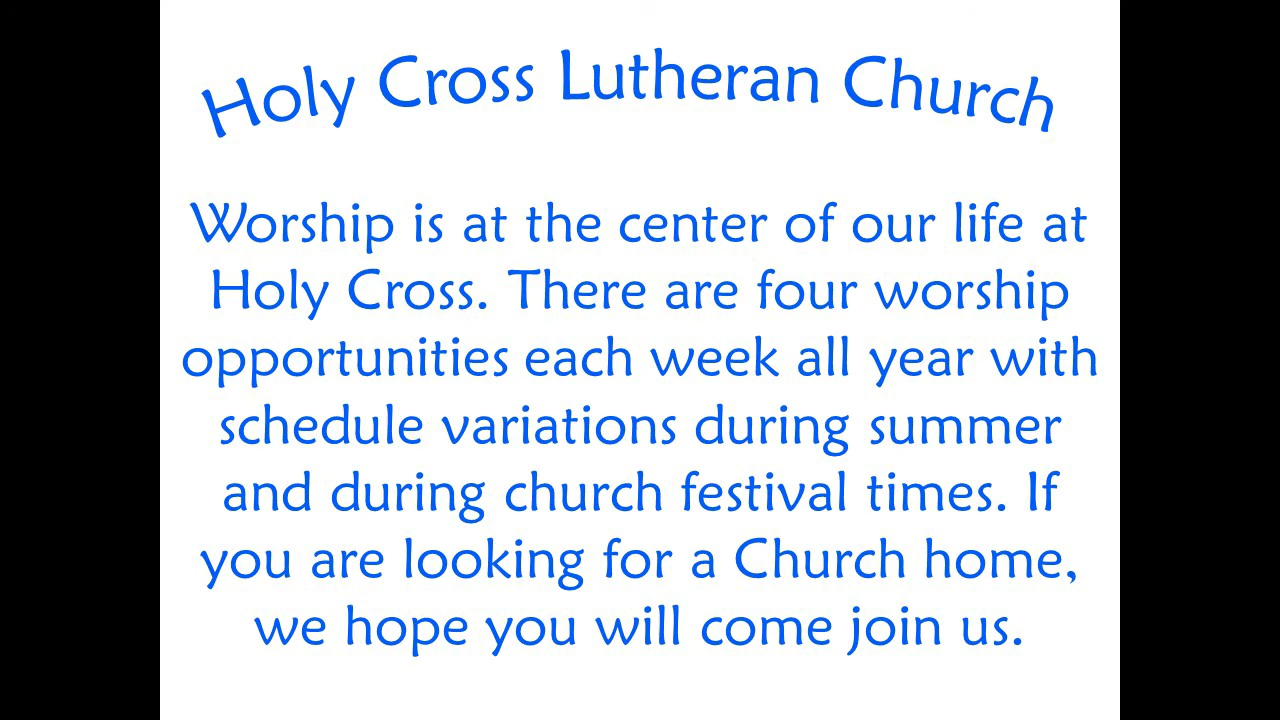 Holy Cross Lutheran Church
Worship is at the center of our life at
Holy Cross. There are four worship
opportunities each week all year with
schedule variations during summer
and during church festival times. If
you are looking for a Church home,
we hope you will come join us.